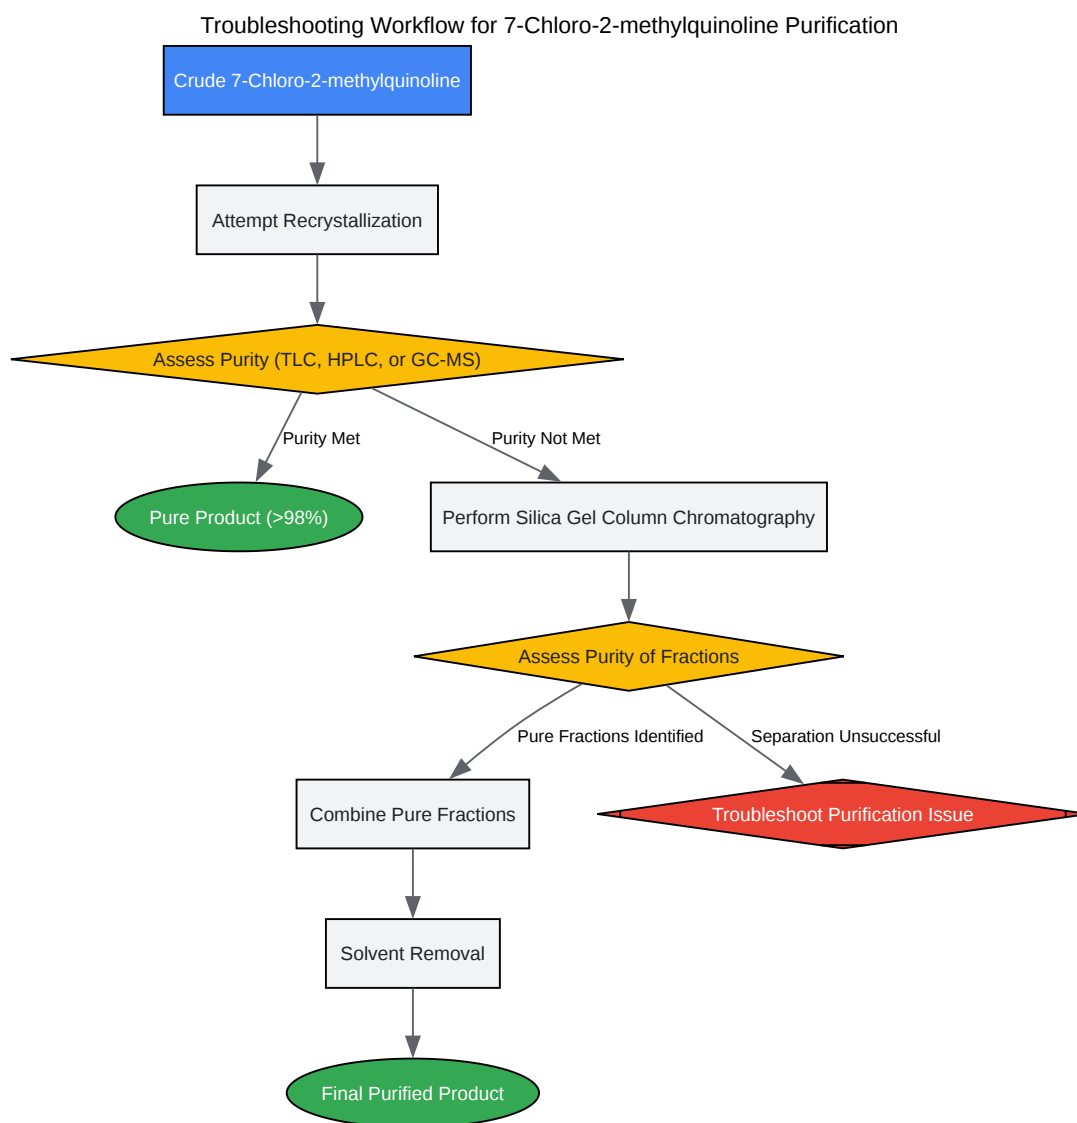 Troubleshooting Workflow for 7-Chloro-2-methylquinoline Purification
Crude 7-Chloro-2-methylquinoline
Attempt Recrystallization
Assess Purity (TLC, HPLC, or GC-MS)
Purity Met
Purity Not Met
Pure Product (>98%)
Perform Silica Gel Column Chromatography
Assess Purity of Fractions
Pure Fractions Identified
Separation Unsuccessful
Combine Pure Fractions
Troubleshoot Purification Issue
Solvent Removal
Final Purified Product